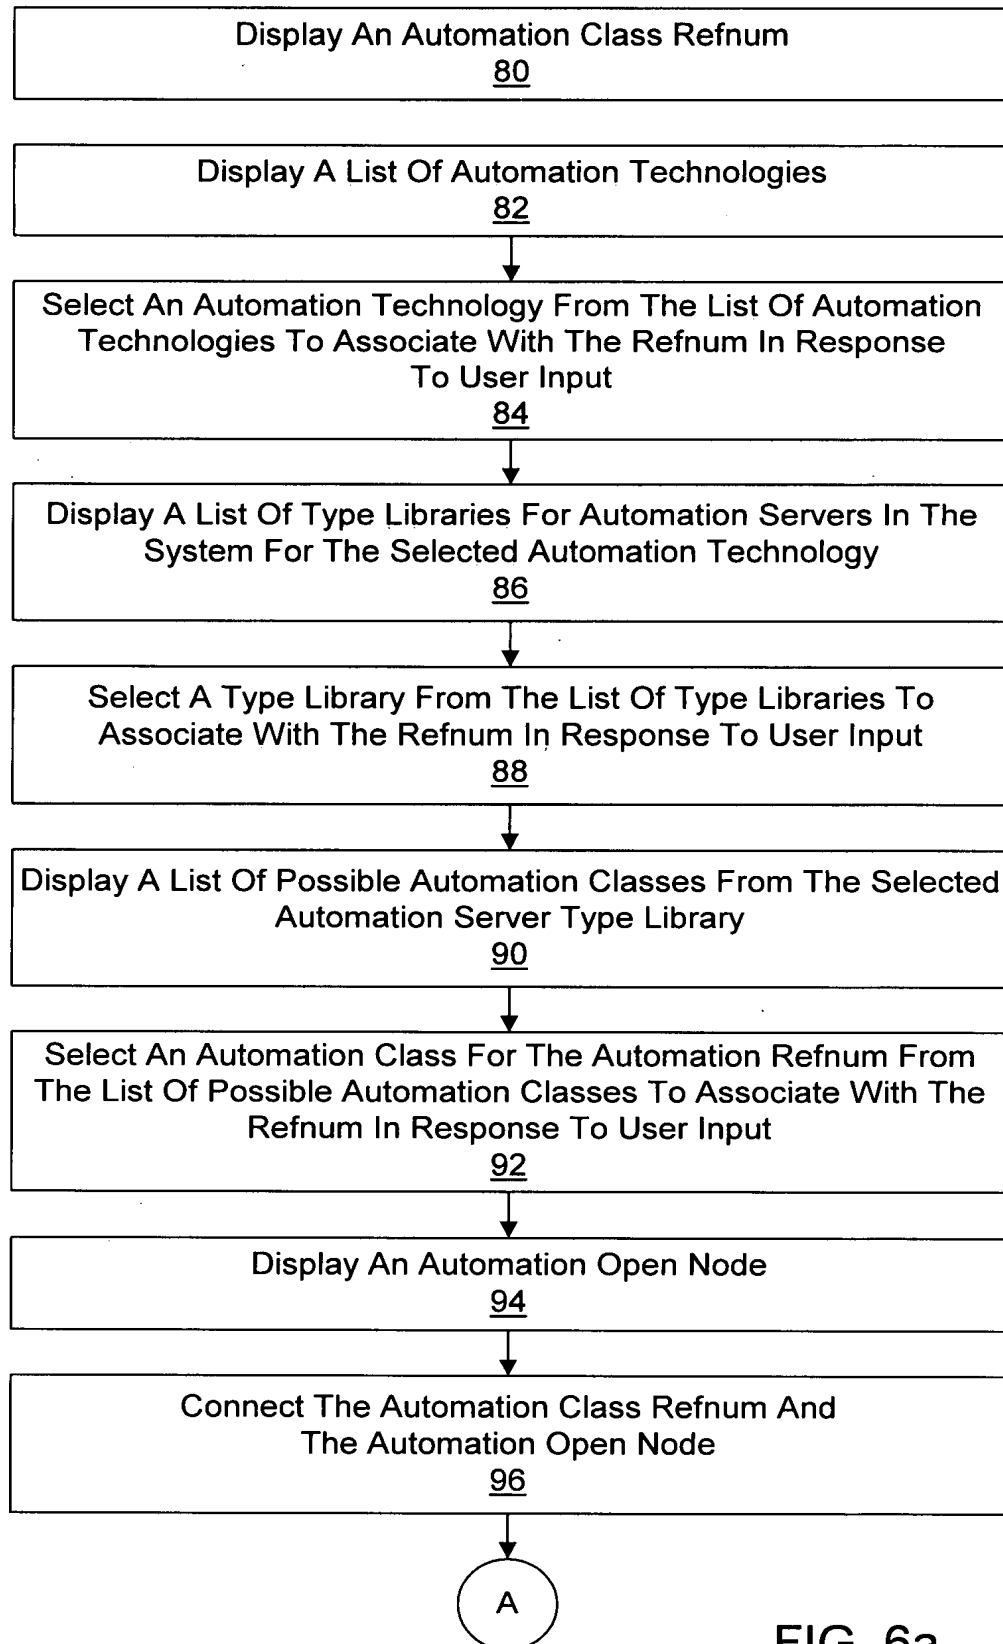 Display An Automation Class Refnum
80
Display A List Of Automation Technologies
82
Select An Automation Technology From The List Of Automation
Technologies To Associate With The Refnum In Response
To User Input
84
Display A List Of Type Libraries For Automation Servers In The
System For The Selected Automation Technology
86
Select A Type Library From The List Of Type Libraries To
Associate With The Refnum In Response To User Input
88
Display A List Of Possible Automation Classes From The Selected
Automation Server Type Library
90
Select An Automation Class For The Automation Refnum From
The List Of Possible Automation Classes To Associate With The
Refnum In Response To User Input
92
Display An Automation Open Node
94
Connect The Automation Class Refnum And
The Automation Open Node
96
A
FIG. 6a